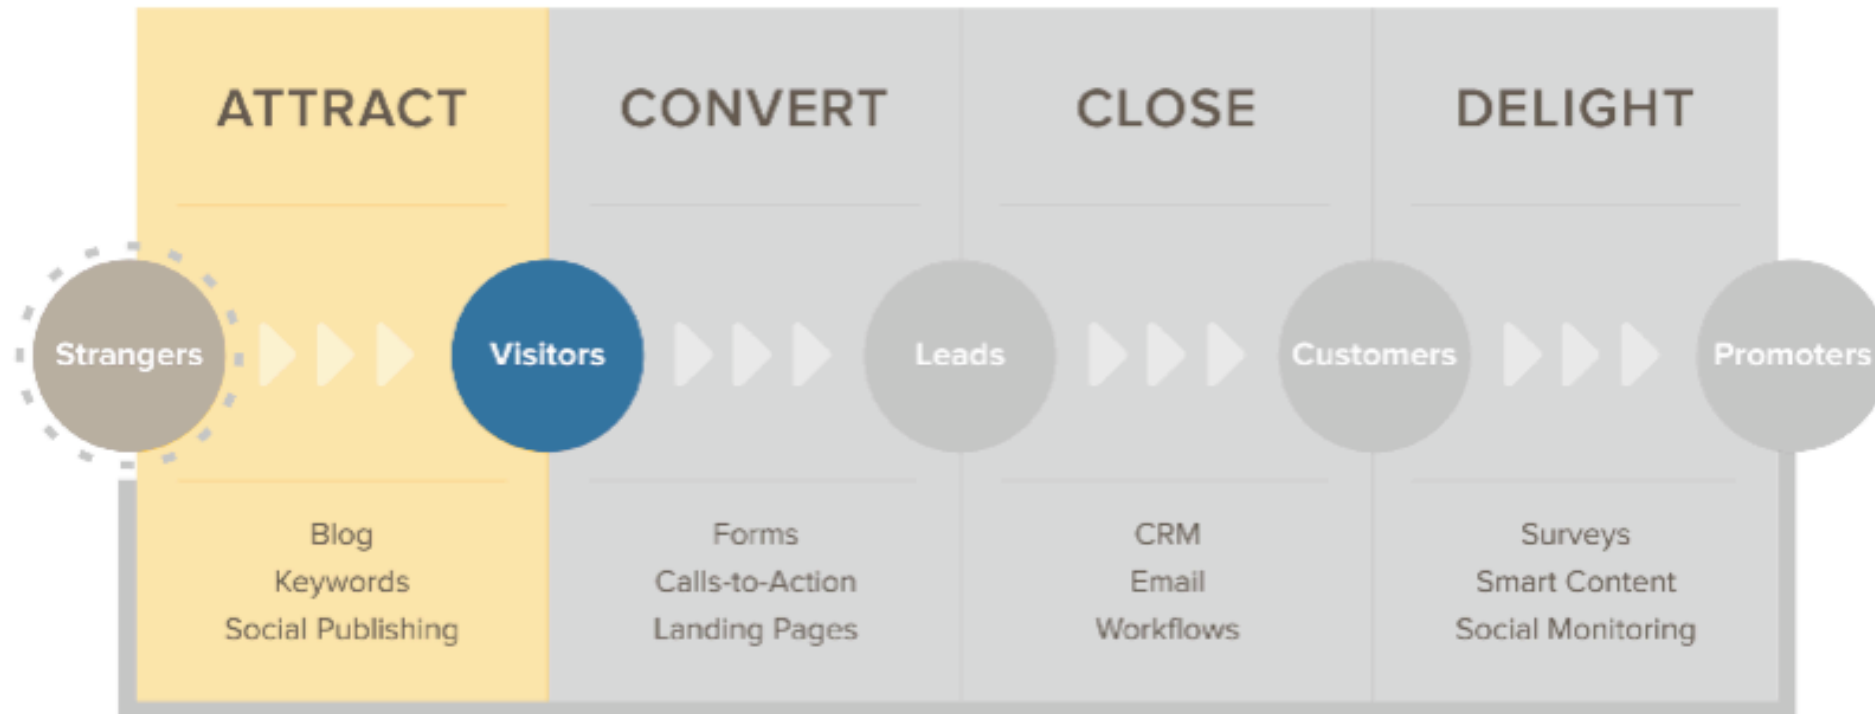 ATTRACT
CONVERT
CLOSE
DELIGHT
Strangers
Visitors
Leads
Customers
Promoters
Blog
Keywords
Social Publishing
Forms
Calls-to-Action
Landing Pages
CRM
Email
Workflows
Surveys
Smart Content
Social Monitoring